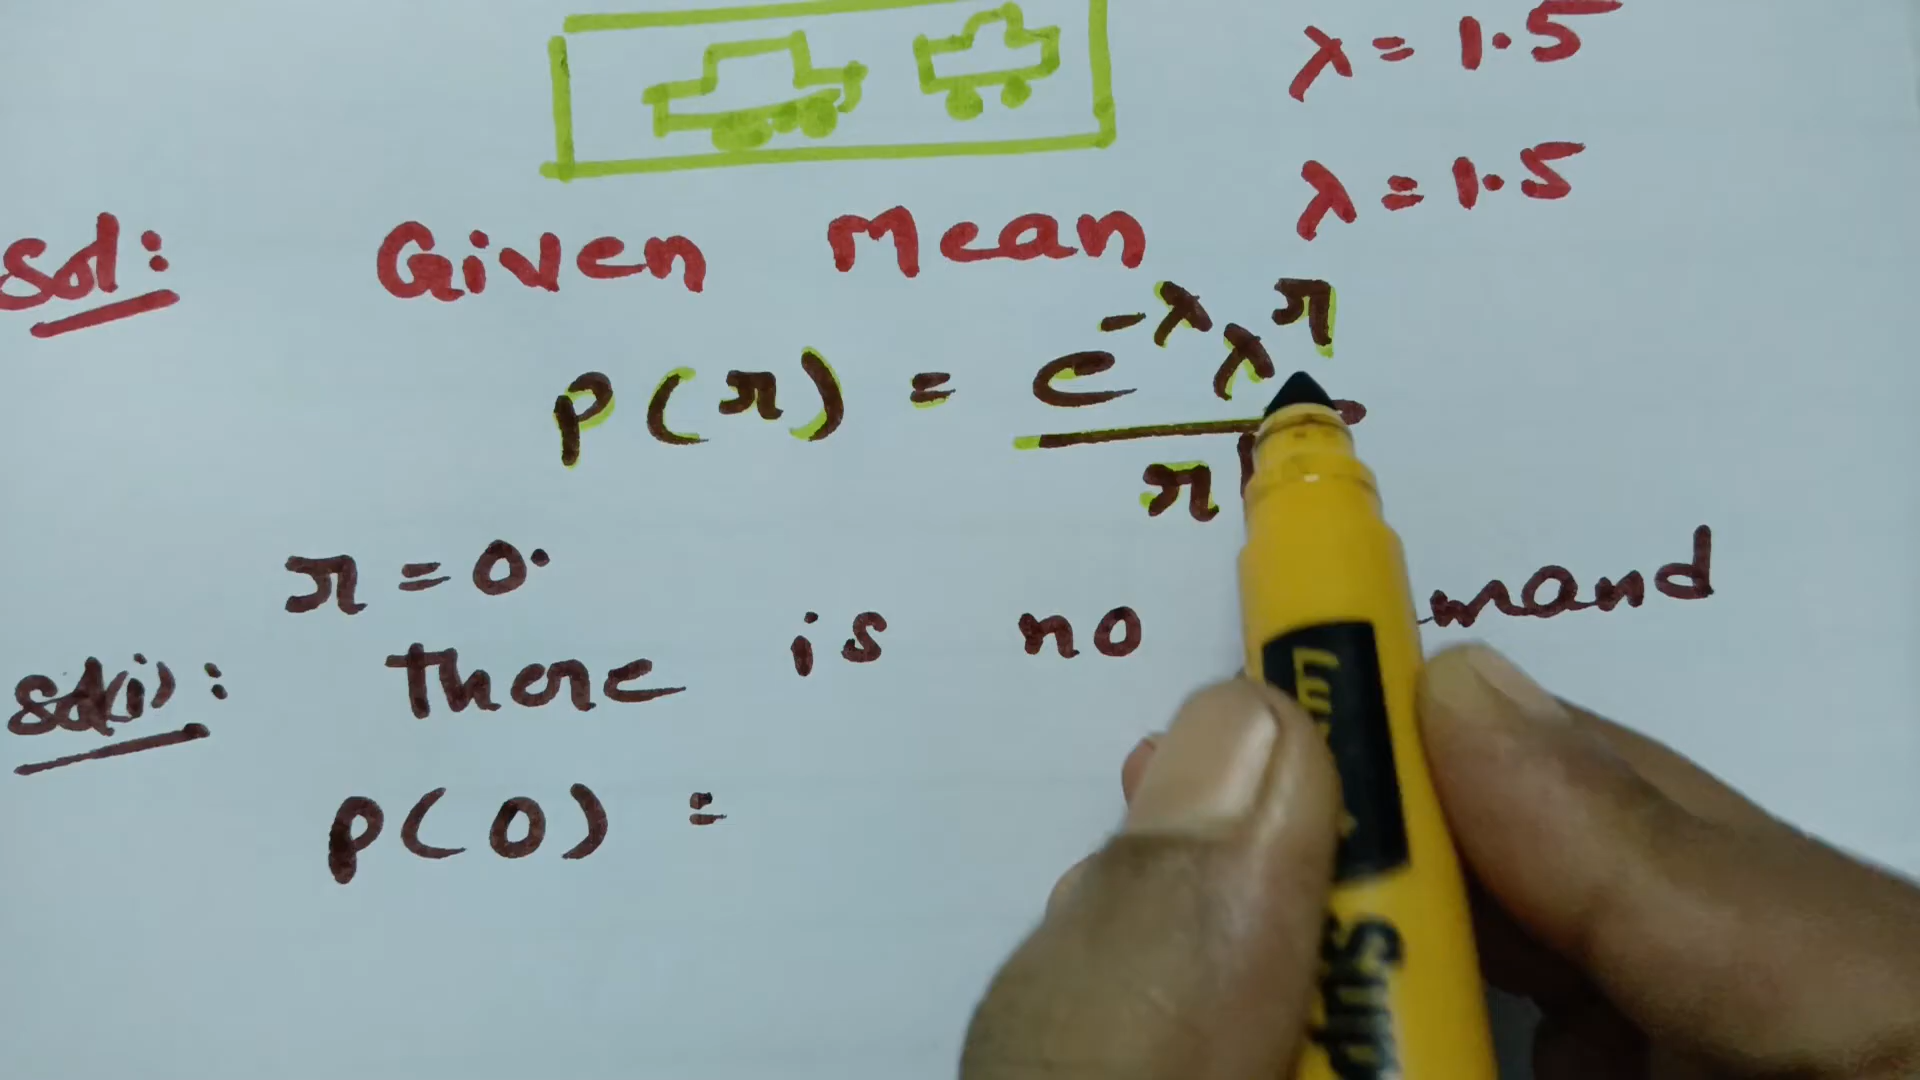 λ = 1.5
λ = 1.5
Sol: Given Mean
P(r) = e^-λ λ^r / r
r = 0.
Sol(i): There is no mand
P(0) =